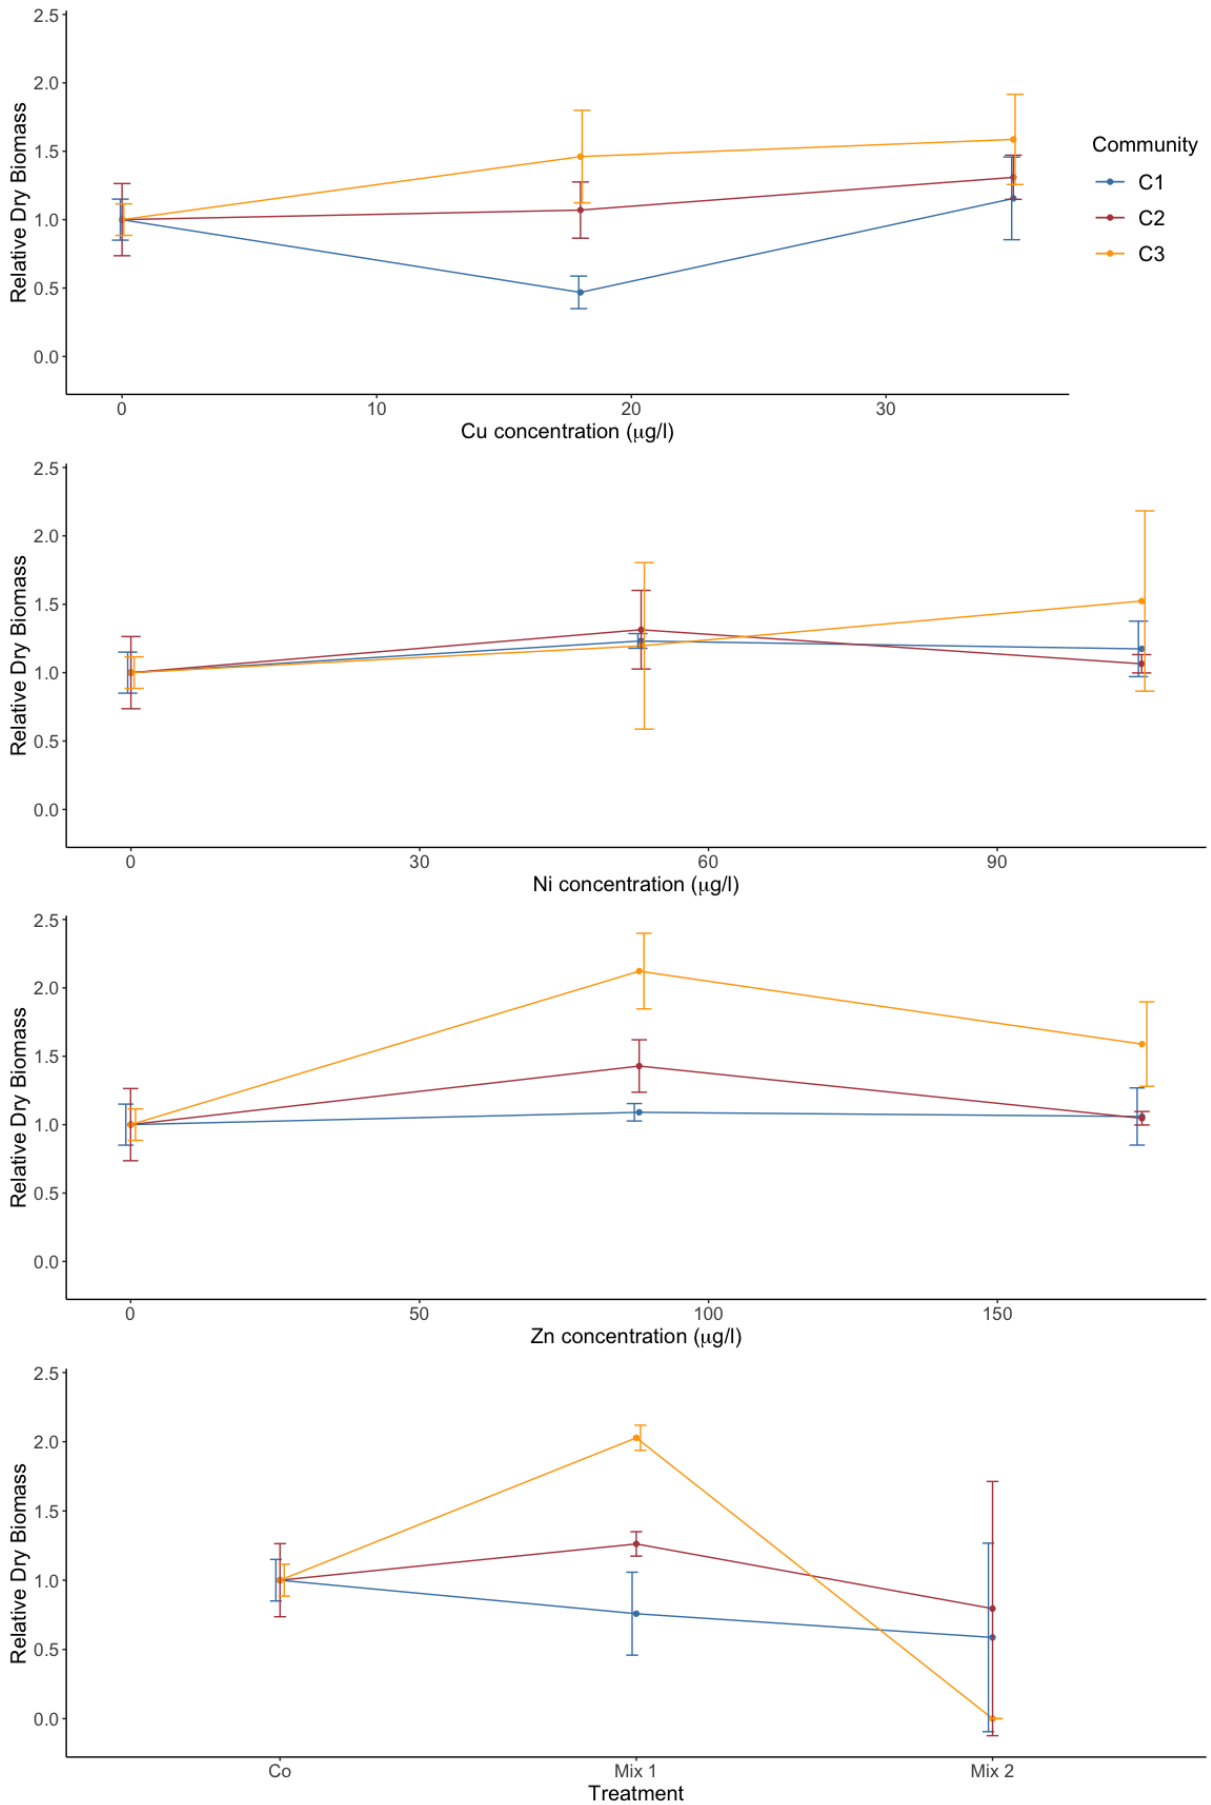 2.5
2.0
1.5
1.0
0.5
0.0
Relative Dry Biomass
0 10 20 30
Cu concentration (μg/l)
Community
C1
C2
C3
2.5
2.0
1.5
1.0
0.5
0.0
Relative Dry Biomass
0 30 60 90
Ni concentration (μg/l)
2.5
2.0
1.5
1.0
0.5
0.0
Relative Dry Biomass
0 50 100 150
Zn concentration (μg/l)
2.5
2.0
1.5
1.0
0.5
0.0
Relative Dry Biomass
Co Mix 1 Mix 2
Treatment